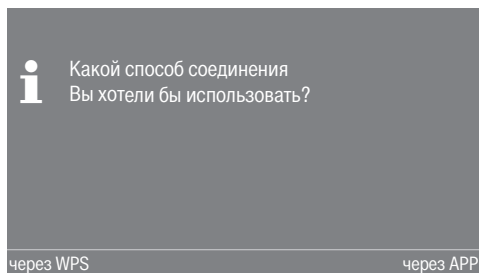 Какой способ соединения
Вы хотели бы использовать?
через WPS
через APP